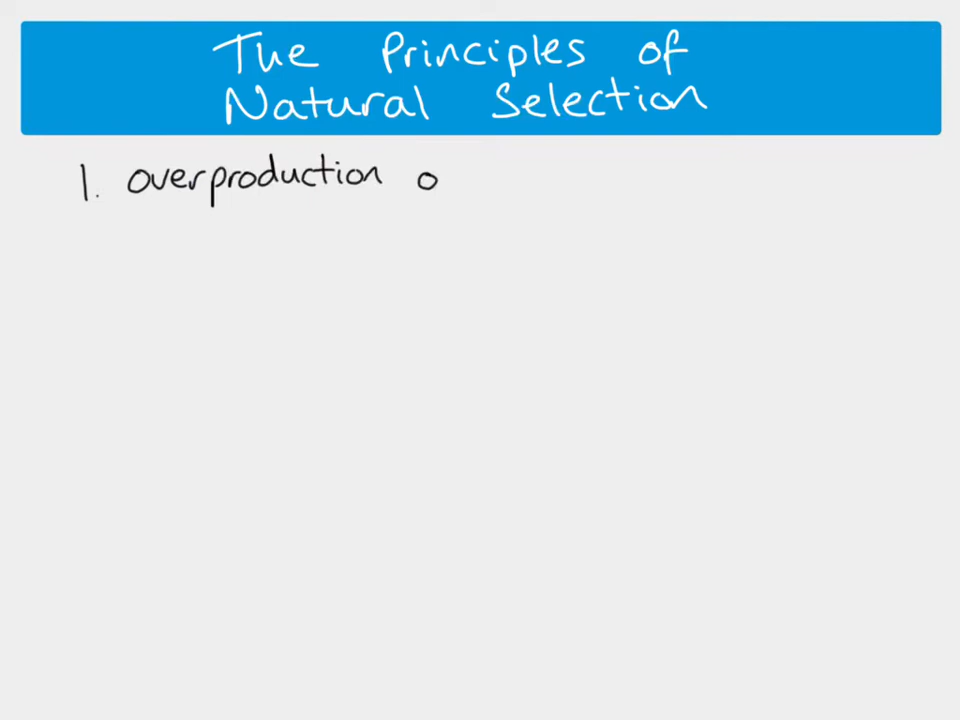 The Principles of
Natural Selection
1. overproduction o